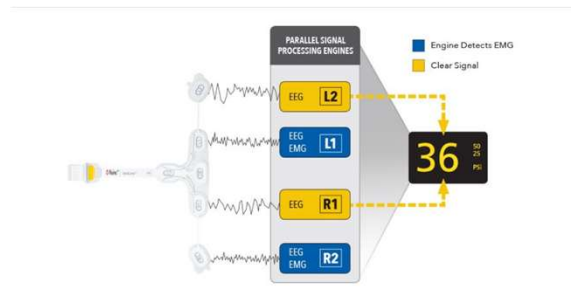 PARALLEL SIGNAL
PROCESSING ENGINES
Engine Detects EMG
Clear Signal
EEG L2
EEG
EMG L1
36
50
25
PSi
EEG R1
EEG
EMG R2